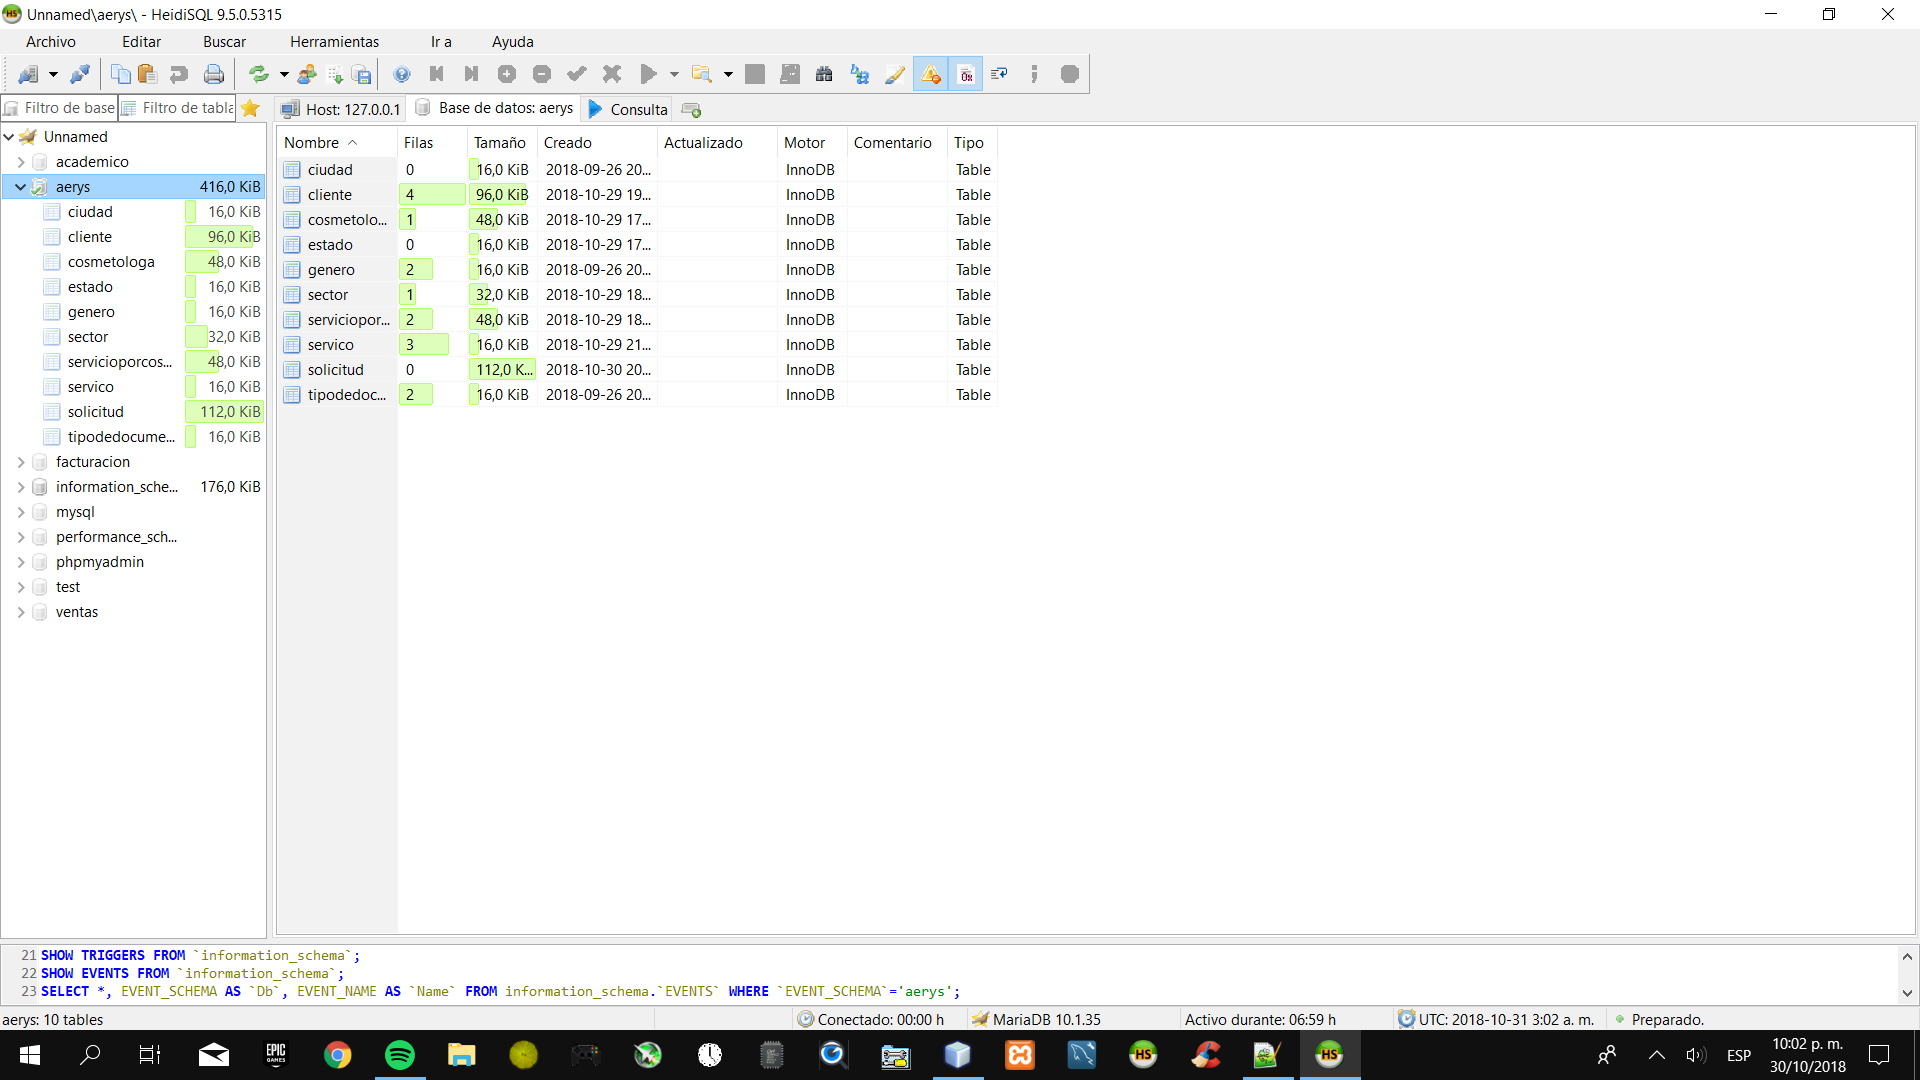 Unnamed\aerys\ - HeidiSQL 9.5.0.5315
Archivo Editar Buscar Herramientas Ir a Ayuda
Filtro de base Filtro de tabla Host: 127.0.0.1 Base de datos: aerys Consulta
Unnamed
academico
aerys 416,0 KiB
ciudad 16,0 KiB
cliente 96,0 KiB
cosmetologa 48,0 KiB
estado 16,0 KiB
genero 16,0 KiB
sector 32,0 KiB
servicioporcos... 48,0 KiB
servico 16,0 KiB
solicitud 112,0 KiB
tipodedocume... 16,0 KiB
facturacion
information_sche... 176,0 KiB
mysql
performance_sch...
phpmyadmin
test
ventas
Nombre Filas Tamaño Creado Actualizado Motor Comentario Tipo
ciudad 0 16,0 KiB 2018-09-26 20... InnoDB Table
cliente 4 96,0 KiB 2018-10-29 19... InnoDB Table
cosmetolo... 1 48,0 KiB 2018-10-29 17... InnoDB Table
estado 0 16,0 KiB 2018-10-29 17... InnoDB Table
genero 2 16,0 KiB 2018-09-26 20... InnoDB Table
sector 1 32,0 KiB 2018-10-29 18... InnoDB Table
serviciopor... 2 48,0 KiB 2018-10-29 18... InnoDB Table
servico 3 16,0 KiB 2018-10-29 21... InnoDB Table
solicitud 0 112,0 K... 2018-10-30 20... InnoDB Table
tipodedoc... 2 16,0 KiB 2018-09-26 20... InnoDB Table
21 SHOW TRIGGERS FROM `information_schema`;
22 SHOW EVENTS FROM `information_schema`;
23 SELECT *, EVENT_SCHEMA AS `Db`, EVENT_NAME AS `Name` FROM information_schema.`EVENTS` WHERE `EVENT_SCHEMA`='aerys';
aerys: 10 tables Conectado: 00:00 h MariaDB 10.1.35 Activo durante: 06:59 h UTC: 2018-10-31 3:02 a. m. Preparado.
EPIC GAMES HS HS ESP 10:02 p. m.
30/10/2018